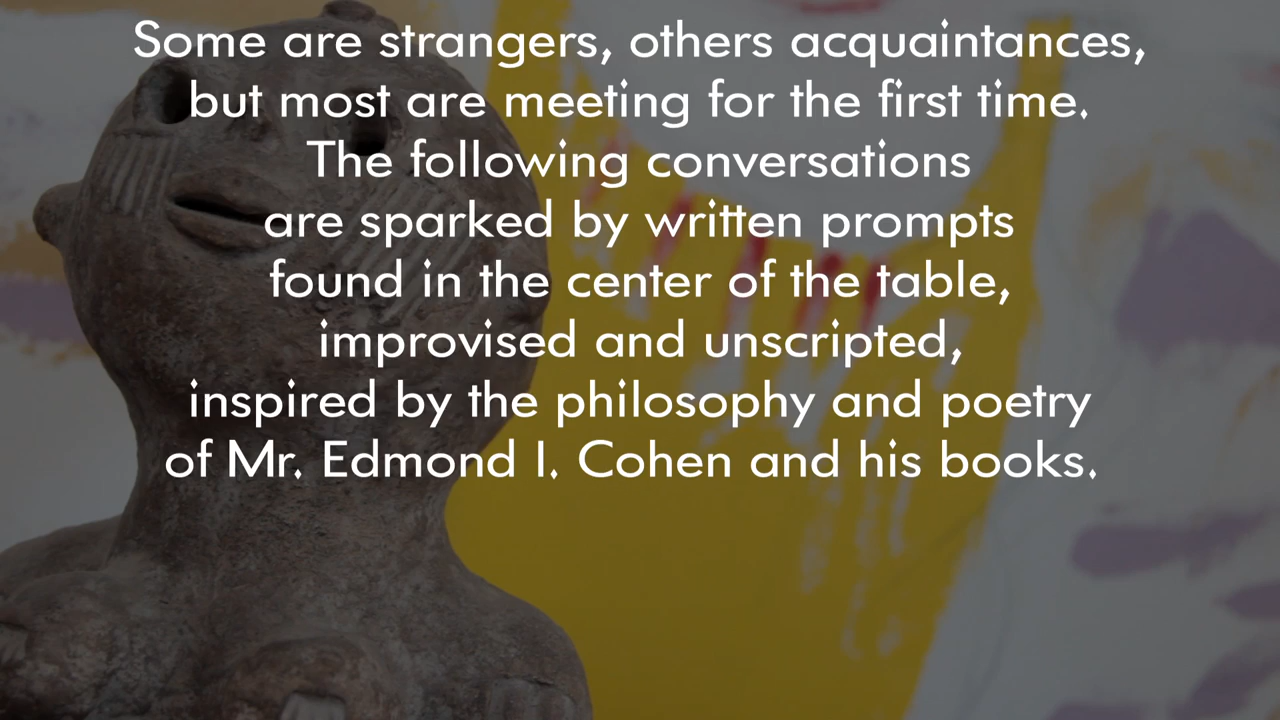 Some are strangers, others acquaintances,
but most are meeting for the first time.
The following conversations
are sparked by written prompts
found in the center of the table,
improvised and unscripted,
inspired by the philosophy and poetry
of Mr. Edmond I. Cohen and his books.